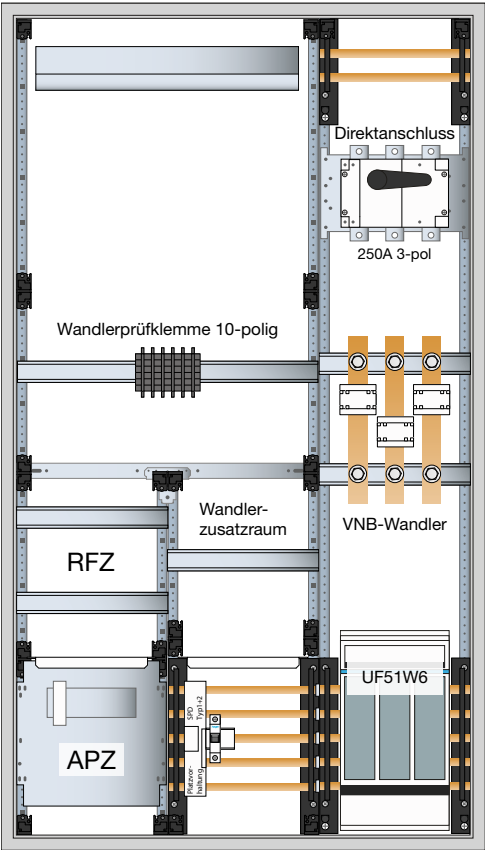 Direktanschluss
250A 3-pol
Wandlerprüfklemme 10-polig
Wandler-
zusatzraum
VNB-Wandler
RFZ
UF51W6
APZ
SPD
Typ1+2
Platzvor-
haltung